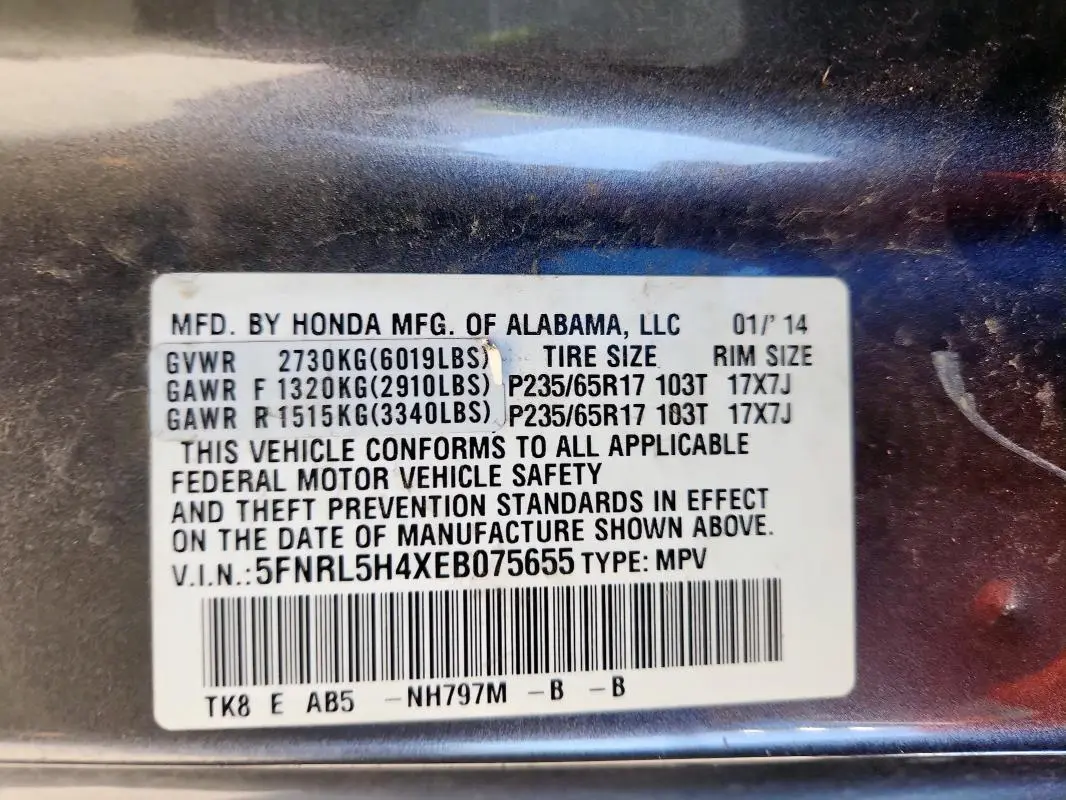 MFD. BY HONDA MFG. OF ALABAMA, LLC 01/' 14
GVWR 2730KG(6019LBS) TIRE SIZE RIM SIZE
GAWR F 1320KG(2910LBS) P235/65R17 103T 17X7J
GAWR R 1515KG(3340LBS) P235/65R17 103T 17X7J
THIS VEHICLE CONFORMS TO ALL APPLICABLE
FEDERAL MOTOR VEHICLE SAFETY
AND THEFT PREVENTION STANDARDS IN EFFECT
ON THE DATE OF MANUFACTURE SHOWN ABOVE.
V.I.N.:5FNRL5H4XEB075655 TYPE: MPV
TK8 E AB5 -NH797M -B -B